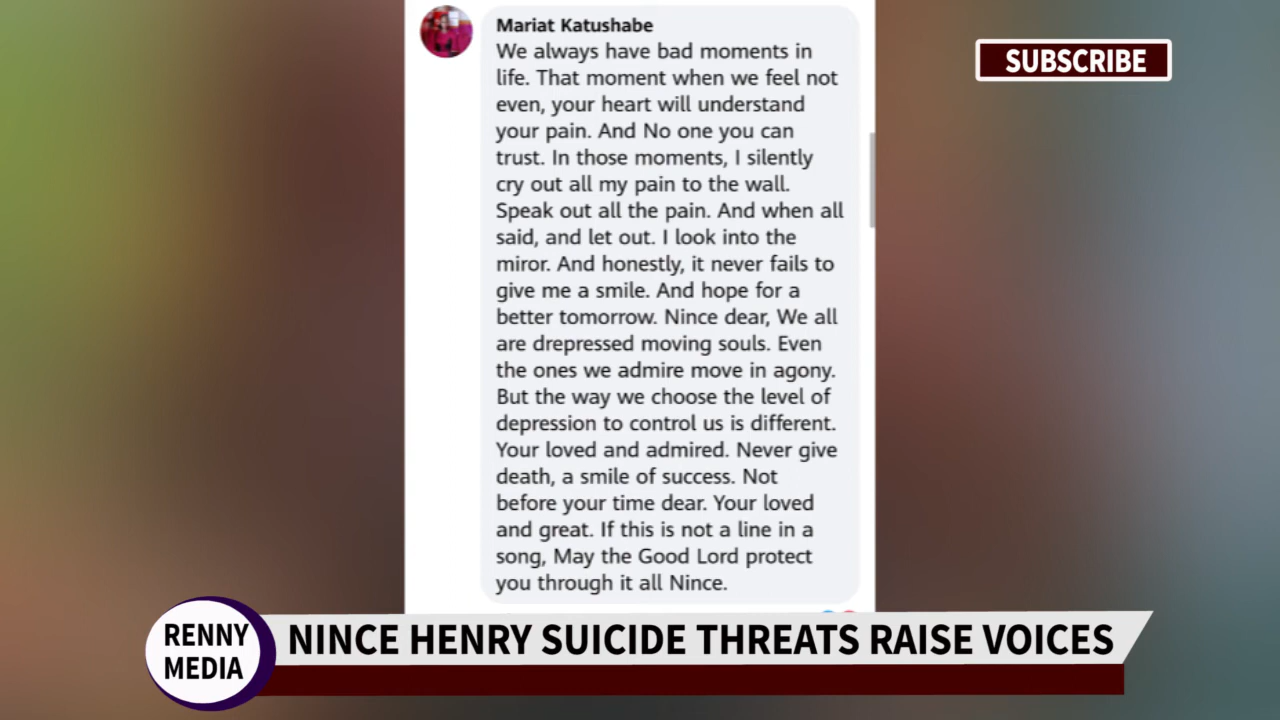 Mariat Katushabe
We always have bad moments in
life. That moment when we feel not
even, your heart will understand
your pain. And No one you can
trust. In those moments, I silently
cry out all my pain to the wall.
Speak out all the pain. And when all
said, and let out. I look into the
miror. And honestly, it never fails to
give me a smile. And hope for a
better tomorrow. Nince dear, We all
are drepressed moving souls. Even
the ones we admire move in agony.
But the way we choose the level of
depression to control us is different.
Your loved and admired. Never give
death, a smile of success. Not
before your time dear. Your loved
and great. If this is not a line in a
song, May the Good Lord protect
you through it all Nince.
SUBSCRIBE
RENNY
MEDIA
NINCE HENRY SUICIDE THREATS RAISE VOICES